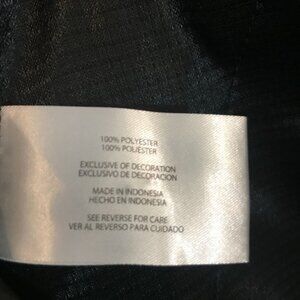 100% POLYESTER
100% POLIÉSTER
EXCLUSIVE OF DECORATION
EXCLUSIVO DE DECORACION
MADE IN INDONESIA
HECHO EN INDONESIA
SEE REVERSE FOR CARE
VER AL REVERSO PARA CUIDADO